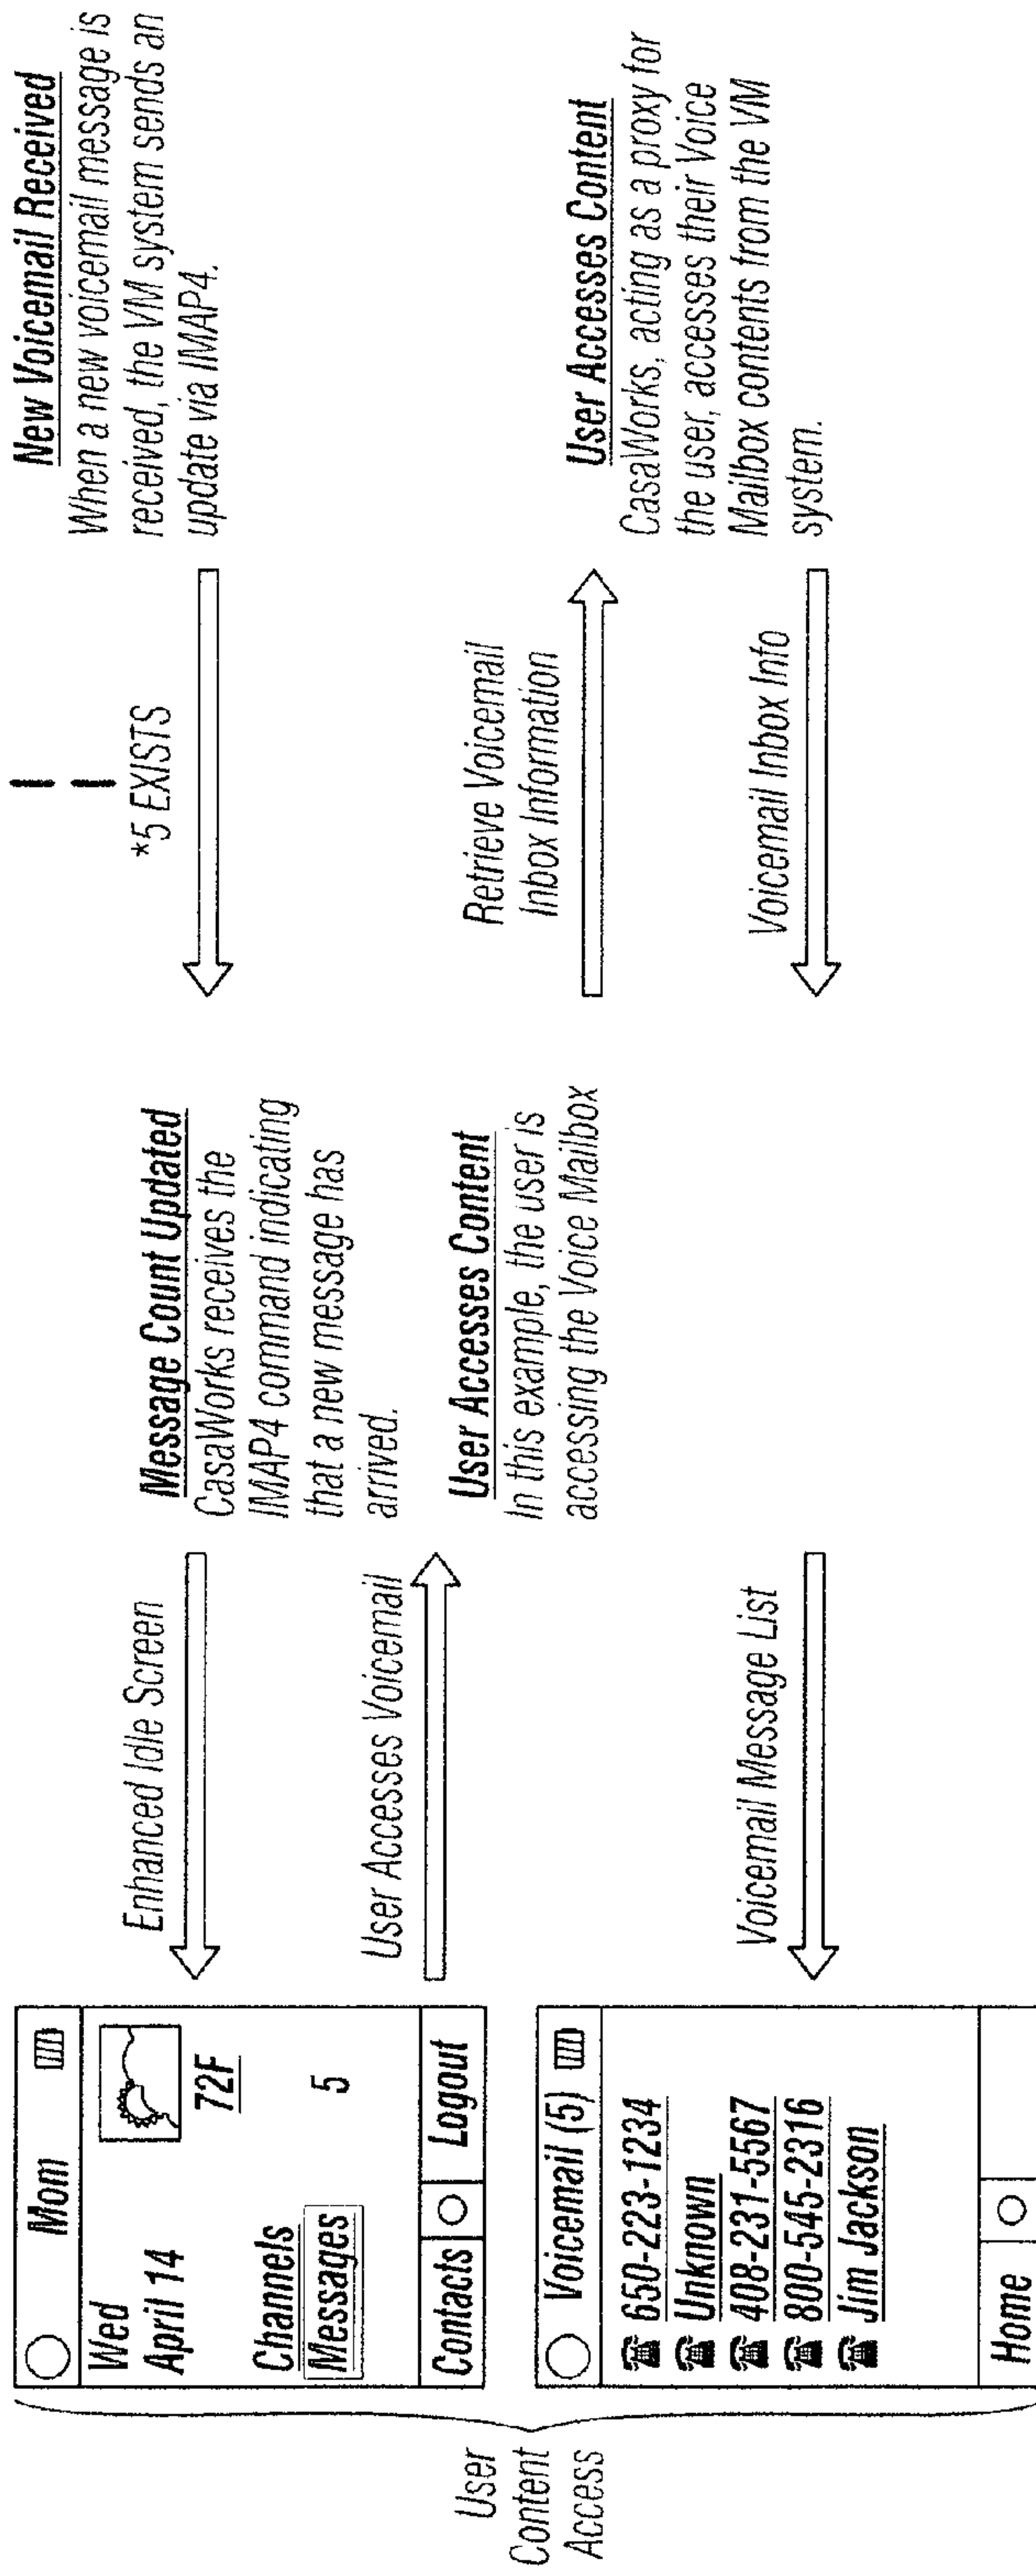 User
Content
Access
Mom
Wed
April 14
72F
Channels
Messages 5
Contacts Logout
Voicemail (5)
650-223-1234
Unknown
408-231-5567
800-545-2316
Jim Jackson
Home
Enhanced Idle Screen
User Accesses Voicemail
Voicemail Message List
Message Count Updated
CasaWorks receives the
IMAP4 command indicating
that a new message has
arrived.
User Accesses Content
In this example, the user is
accessing the Voice Mailbox
*5 EXISTS
Retrieve Voicemail
Inbox Information
Voicemail Inbox Info
New Voicemail Received
When a new voicemail message is
received, the VM system sends an
update via IMAP4.
User Accesses Content
CasaWorks, acting as a proxy for
the user, accesses their Voice
Mailbox contents from the VM
system.